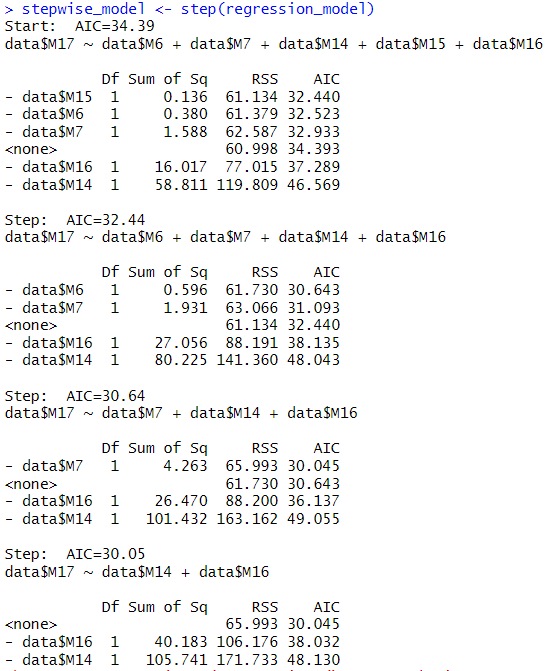 > stepwise_model <- step(regression_model)
Start:  AIC=34.39
data$M17 ~ data$M6 + data$M7 + data$M14 + data$M15 + data$M16

           Df Sum of Sq     RSS    AIC
- data$M15  1     0.136  61.134 32.440
- data$M6   1     0.380  61.379 32.523
- data$M7   1     1.588  62.587 32.933
<none>                   60.998 34.393
- data$M16  1    16.017  77.015 37.289
- data$M14  1    58.811 119.809 46.569

Step:  AIC=32.44
data$M17 ~ data$M6 + data$M7 + data$M14 + data$M16

           Df Sum of Sq     RSS    AIC
- data$M6   1     0.596  61.730 30.643
- data$M7   1     1.931  63.066 31.093
<none>                   61.134 32.440
- data$M16  1    27.056  88.191 38.135
- data$M14  1    80.225 141.360 48.043

Step:  AIC=30.64
data$M17 ~ data$M7 + data$M14 + data$M16

           Df Sum of Sq     RSS    AIC
- data$M7   1     4.263  65.993 30.045
<none>                   61.730 30.643
- data$M16  1    26.470  88.200 36.137
- data$M14  1   101.432 163.162 49.055

Step:  AIC=30.05
data$M17 ~ data$M14 + data$M16

           Df Sum of Sq     RSS    AIC
<none>                   65.993 30.045
- data$M16  1    40.183 106.176 38.032
- data$M14  1   105.741 171.733 48.130